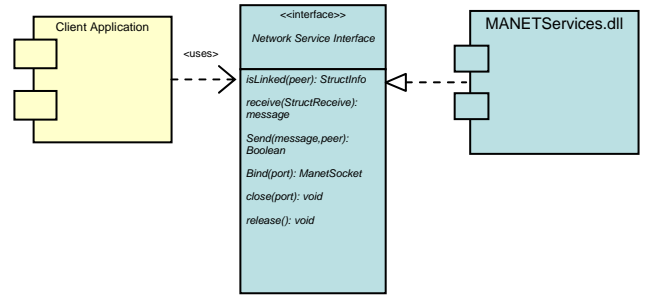 Client Application
<uses>
<<interface>>
Network Service Interface
isLinked(peer): StructInfo
receive(StructReceive):
message
Send(message,peer):
Boolean
Bind(port): ManetSocket
close(port): void
release(): void
MANETServices.dll